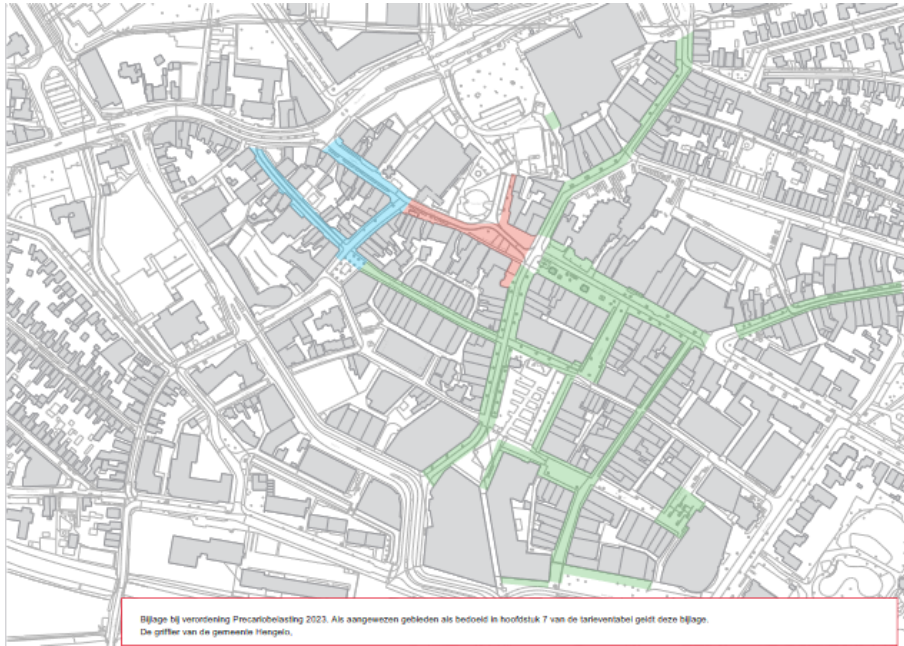 Bijlage bij verordening Precariobelasting 2023. Als aangewezen gebieden als bedoeld in hoofdstuk 7 van de tarieventabel geldt deze bijlage.
De griffier van de gemeente Hengelo,